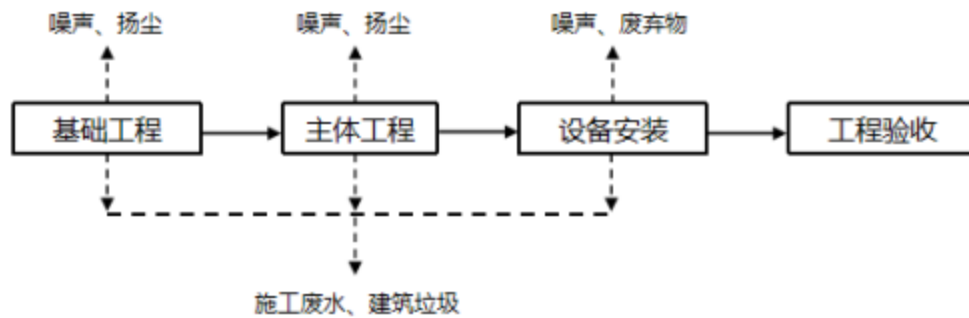 噪声、扬尘
噪声、扬尘
噪声、废弃物
基础工程
主体工程
设备安装
工程验收
施工废水、建筑垃圾